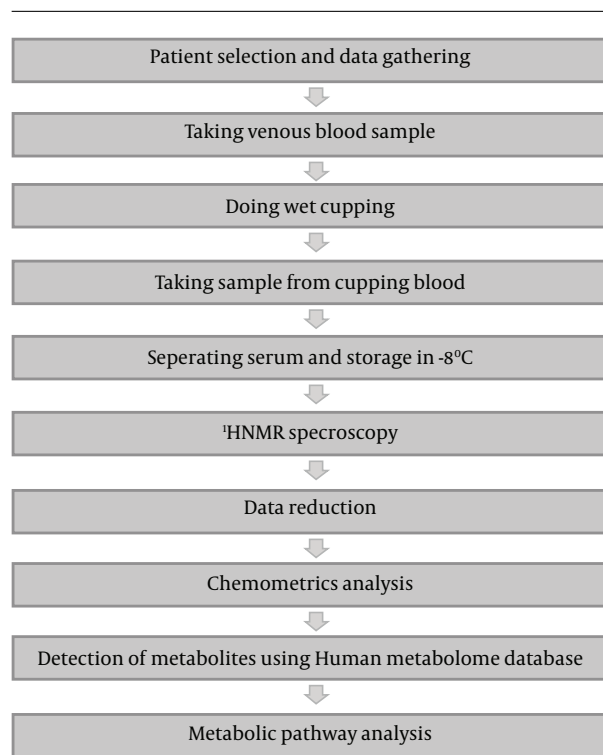 Patient selection and data gathering
Taking venous blood sample
Doing wet cupping
Taking sample from cupping blood
Seperating serum and storage in -8⁰C
¹HNMR specroscopy
Data reduction
Chemometrics analysis
Detection of metabolites using Human metabolome database
Metabolic pathway analysis